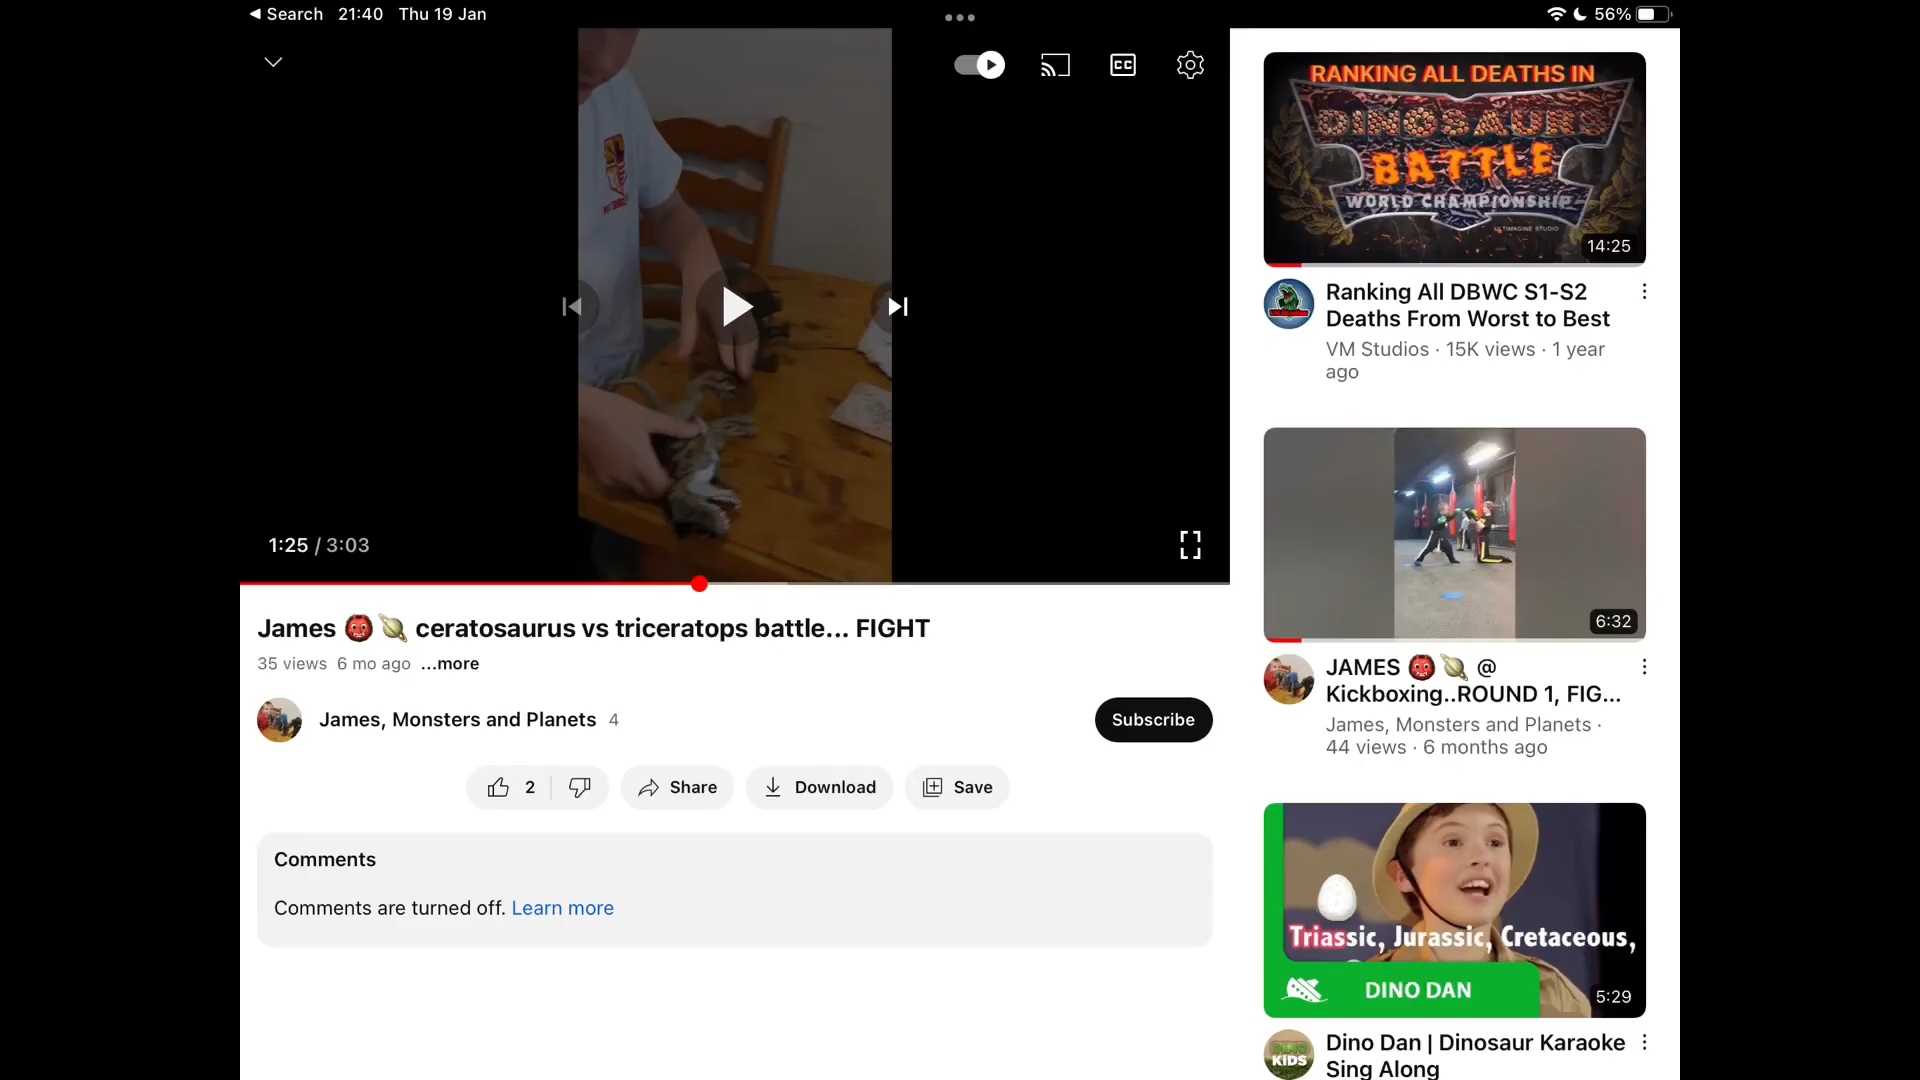 Search 21:40 Thu 19 Jan
56%
CC
1:25 / 3:03
James 👹🪐 ceratosaurus vs triceratops battle... FIGHT
35 views 6 mo ago ...more
James, Monsters and Planets 4
Subscribe
2
Share
Download
Save
Comments
Comments are turned off. Learn more
RANKING ALL DEATHS IN
DINOSAURS
BATTLE
WORLD CHAMPIONSHIP
ULTIMAGINE STUDIO
14:25
Ranking All DBWC S1-S2
Deaths From Worst to Best
VM Studios · 15K views · 1 year
ago
6:32
JAMES 👹🪐 @
Kickboxing..ROUND 1, FIG...
James, Monsters and Planets ·
44 views · 6 months ago
Triassic, Jurassic, Cretaceous,
DINO DAN
5:29
KIDS
Dino Dan | Dinosaur Karaoke
Sing Along